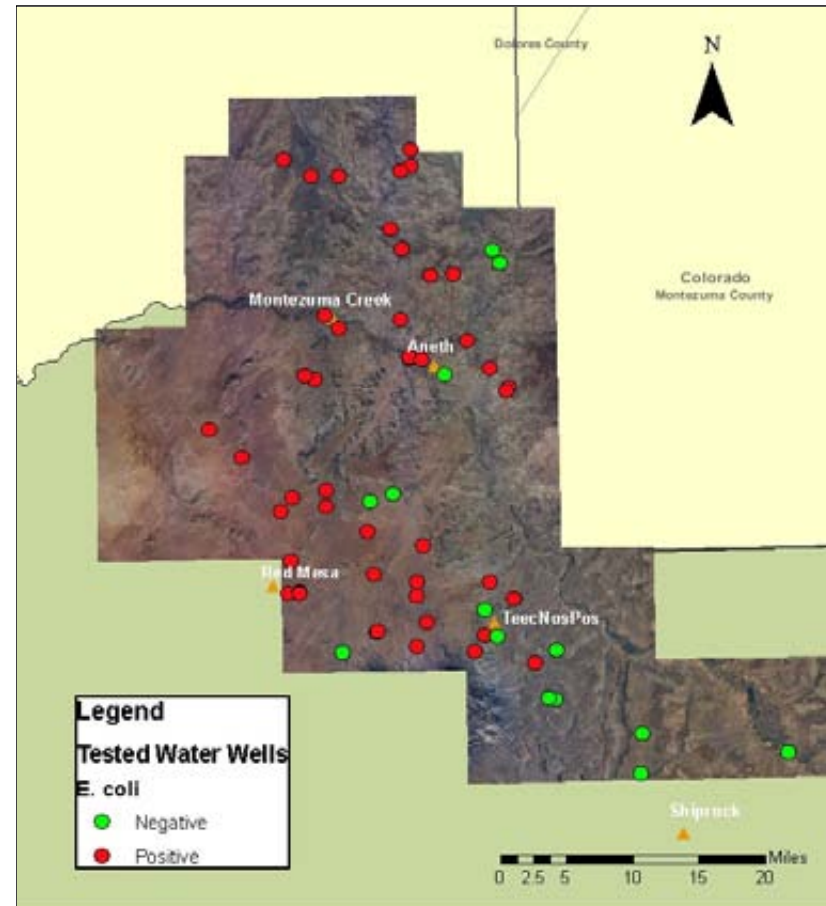 Dolores County
N
Colorado
Montezuma County
Montezuma Creek
Aneth
Red Mesa
TeecNosPos
Legend
Tested Water Wells
E. coli
Negative
Positive
Shiprock
Miles
0 2.5 5 10 15 20